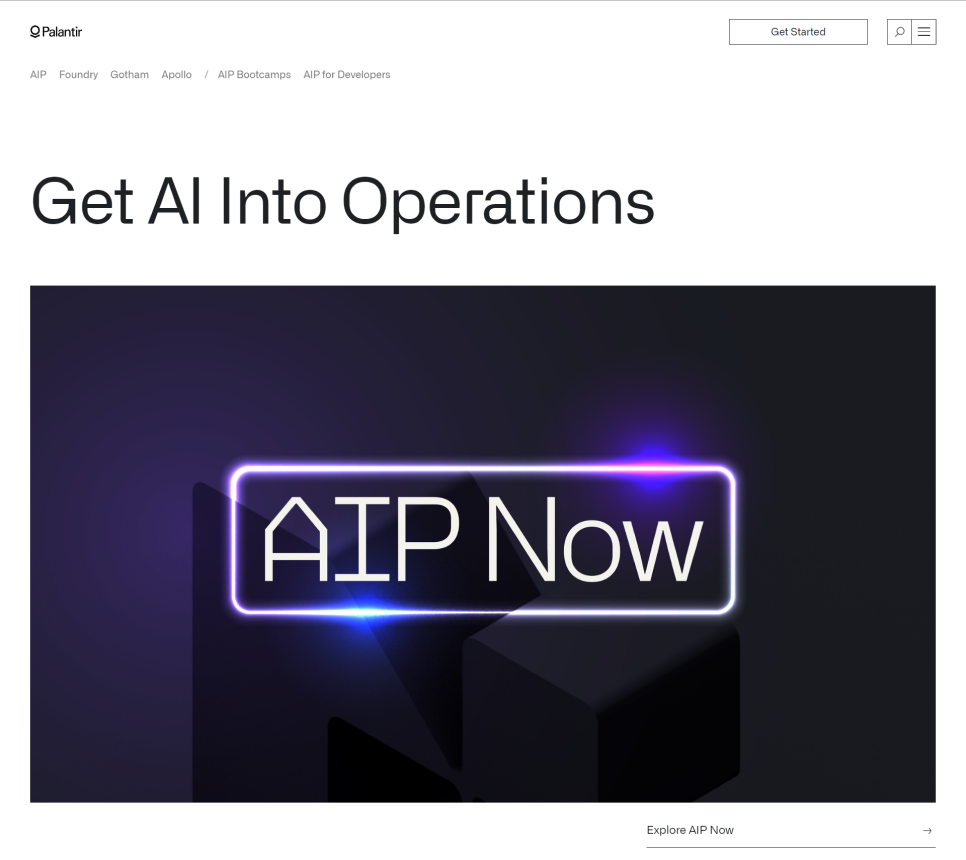 Palantir
Get Started
AIP Foundry Gotham Apollo / AIP Bootcamps AIP for Developers
Get AI Into Operations
AIP Now
Explore AIP Now →